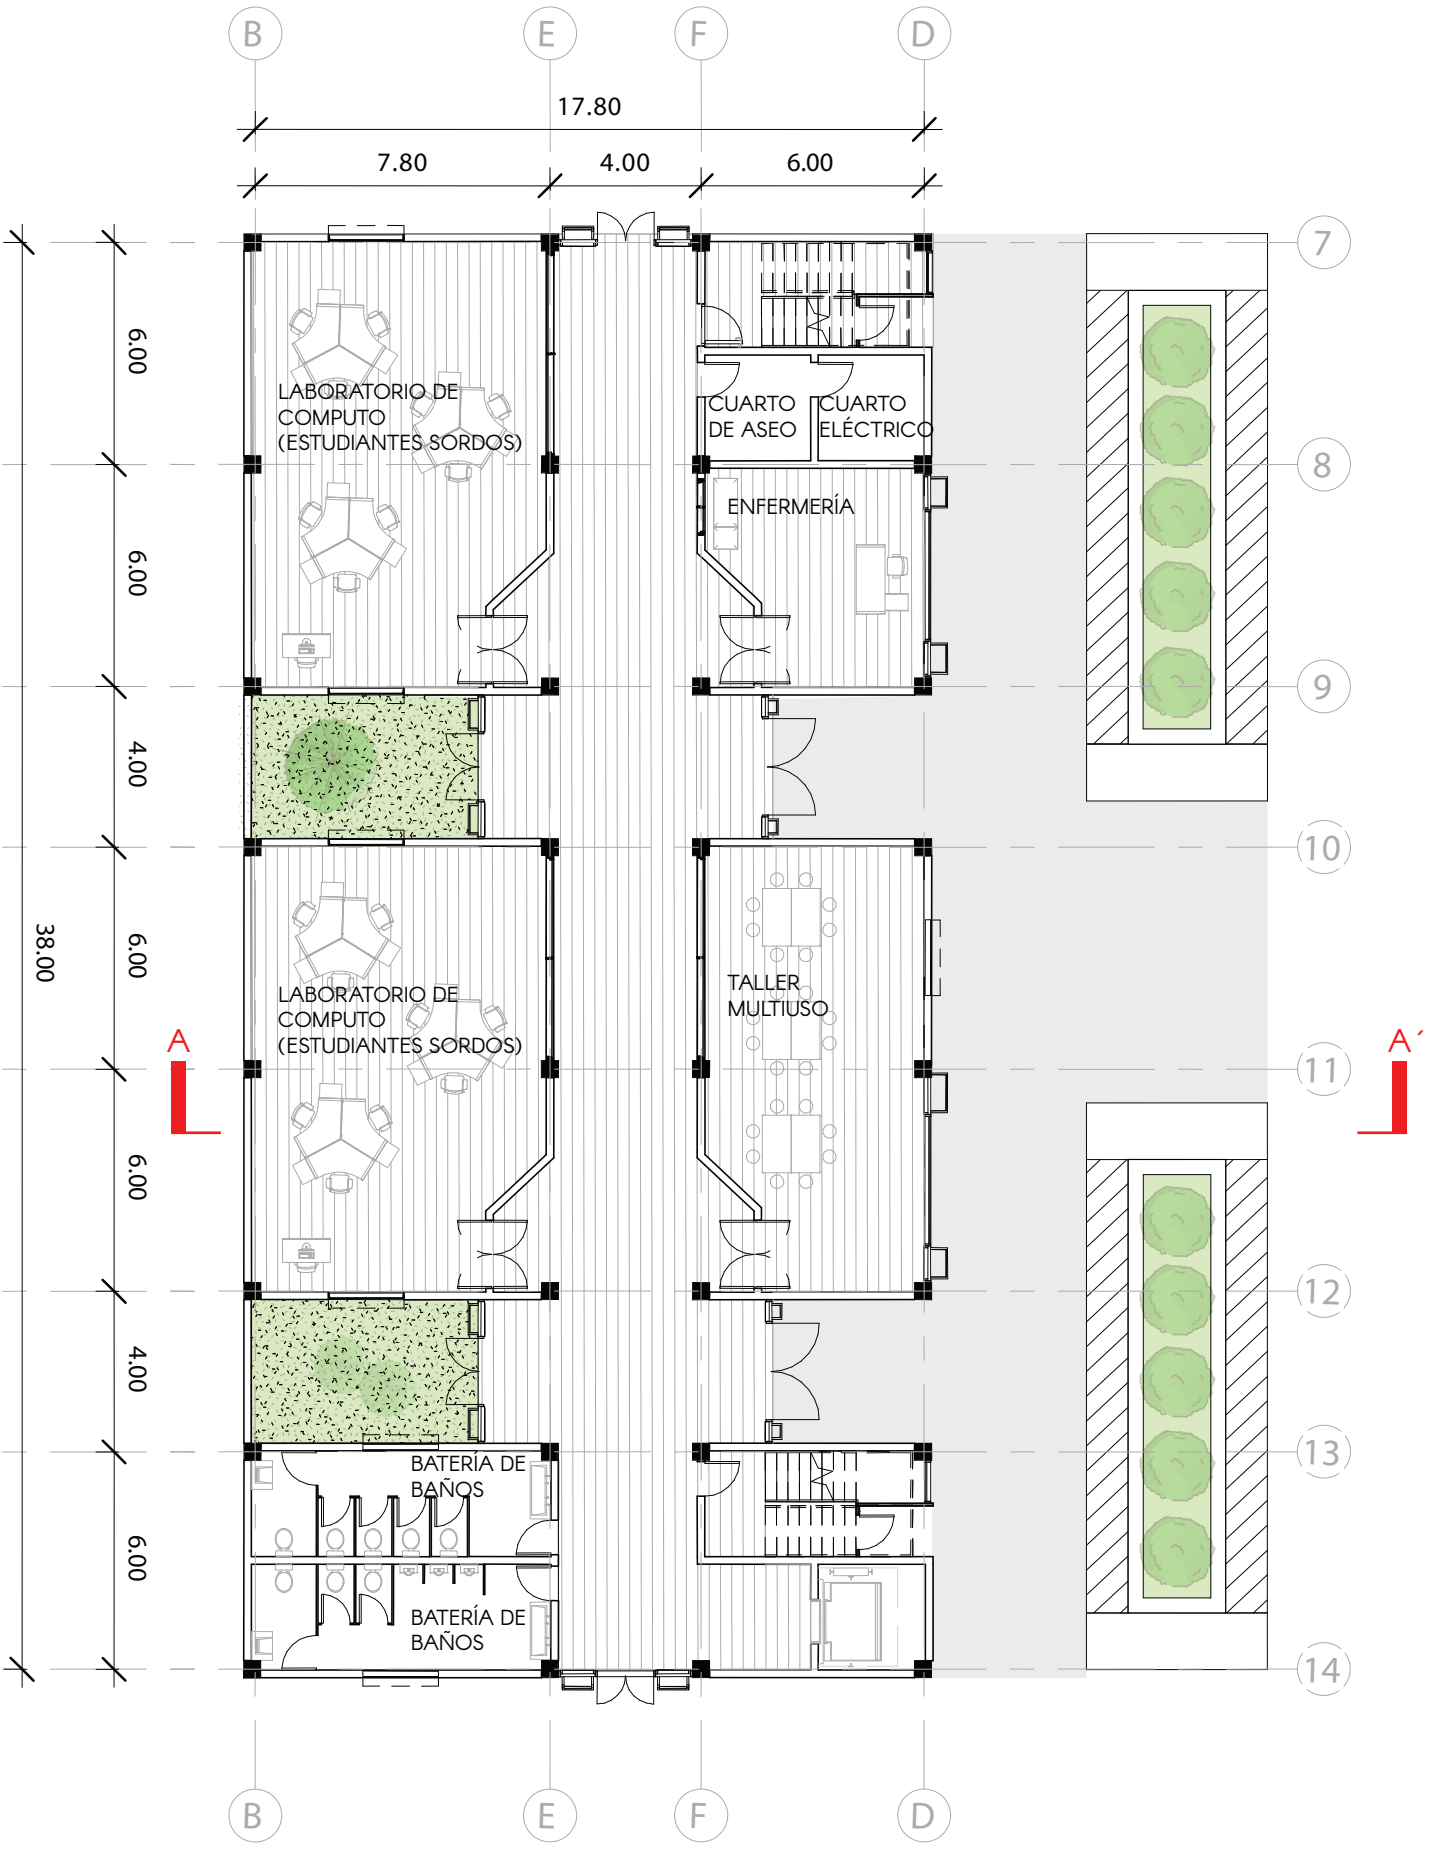 B
E
F
D
17.80
7.80
4.00
6.00
7
6.00
LABORATORIO DE
COMPUTO
(ESTUDIANTES SORDOS)
CUARTO
DE ASEO
CUARTO
ELÉCTRICO
8
ENFERMERÍA
6.00
9
4.00
10
38.00
6.00
LABORATORIO DE
COMPUTO
(ESTUDIANTES SORDOS)
TALLER
MULTIUSO
A
A´
11
6.00
12
4.00
13
BATERÍA DE
BAÑOS
6.00
BATERÍA DE
BAÑOS
14
B
E
F
D